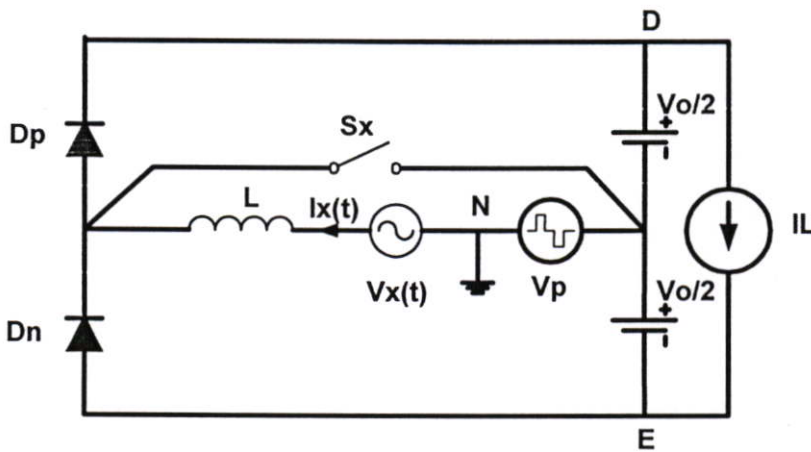 D
Vo/2
+
Dp
Sx
L
Ix(t)
N
IL
Vx(t)
Vp
Vo/2
+
Dn
E